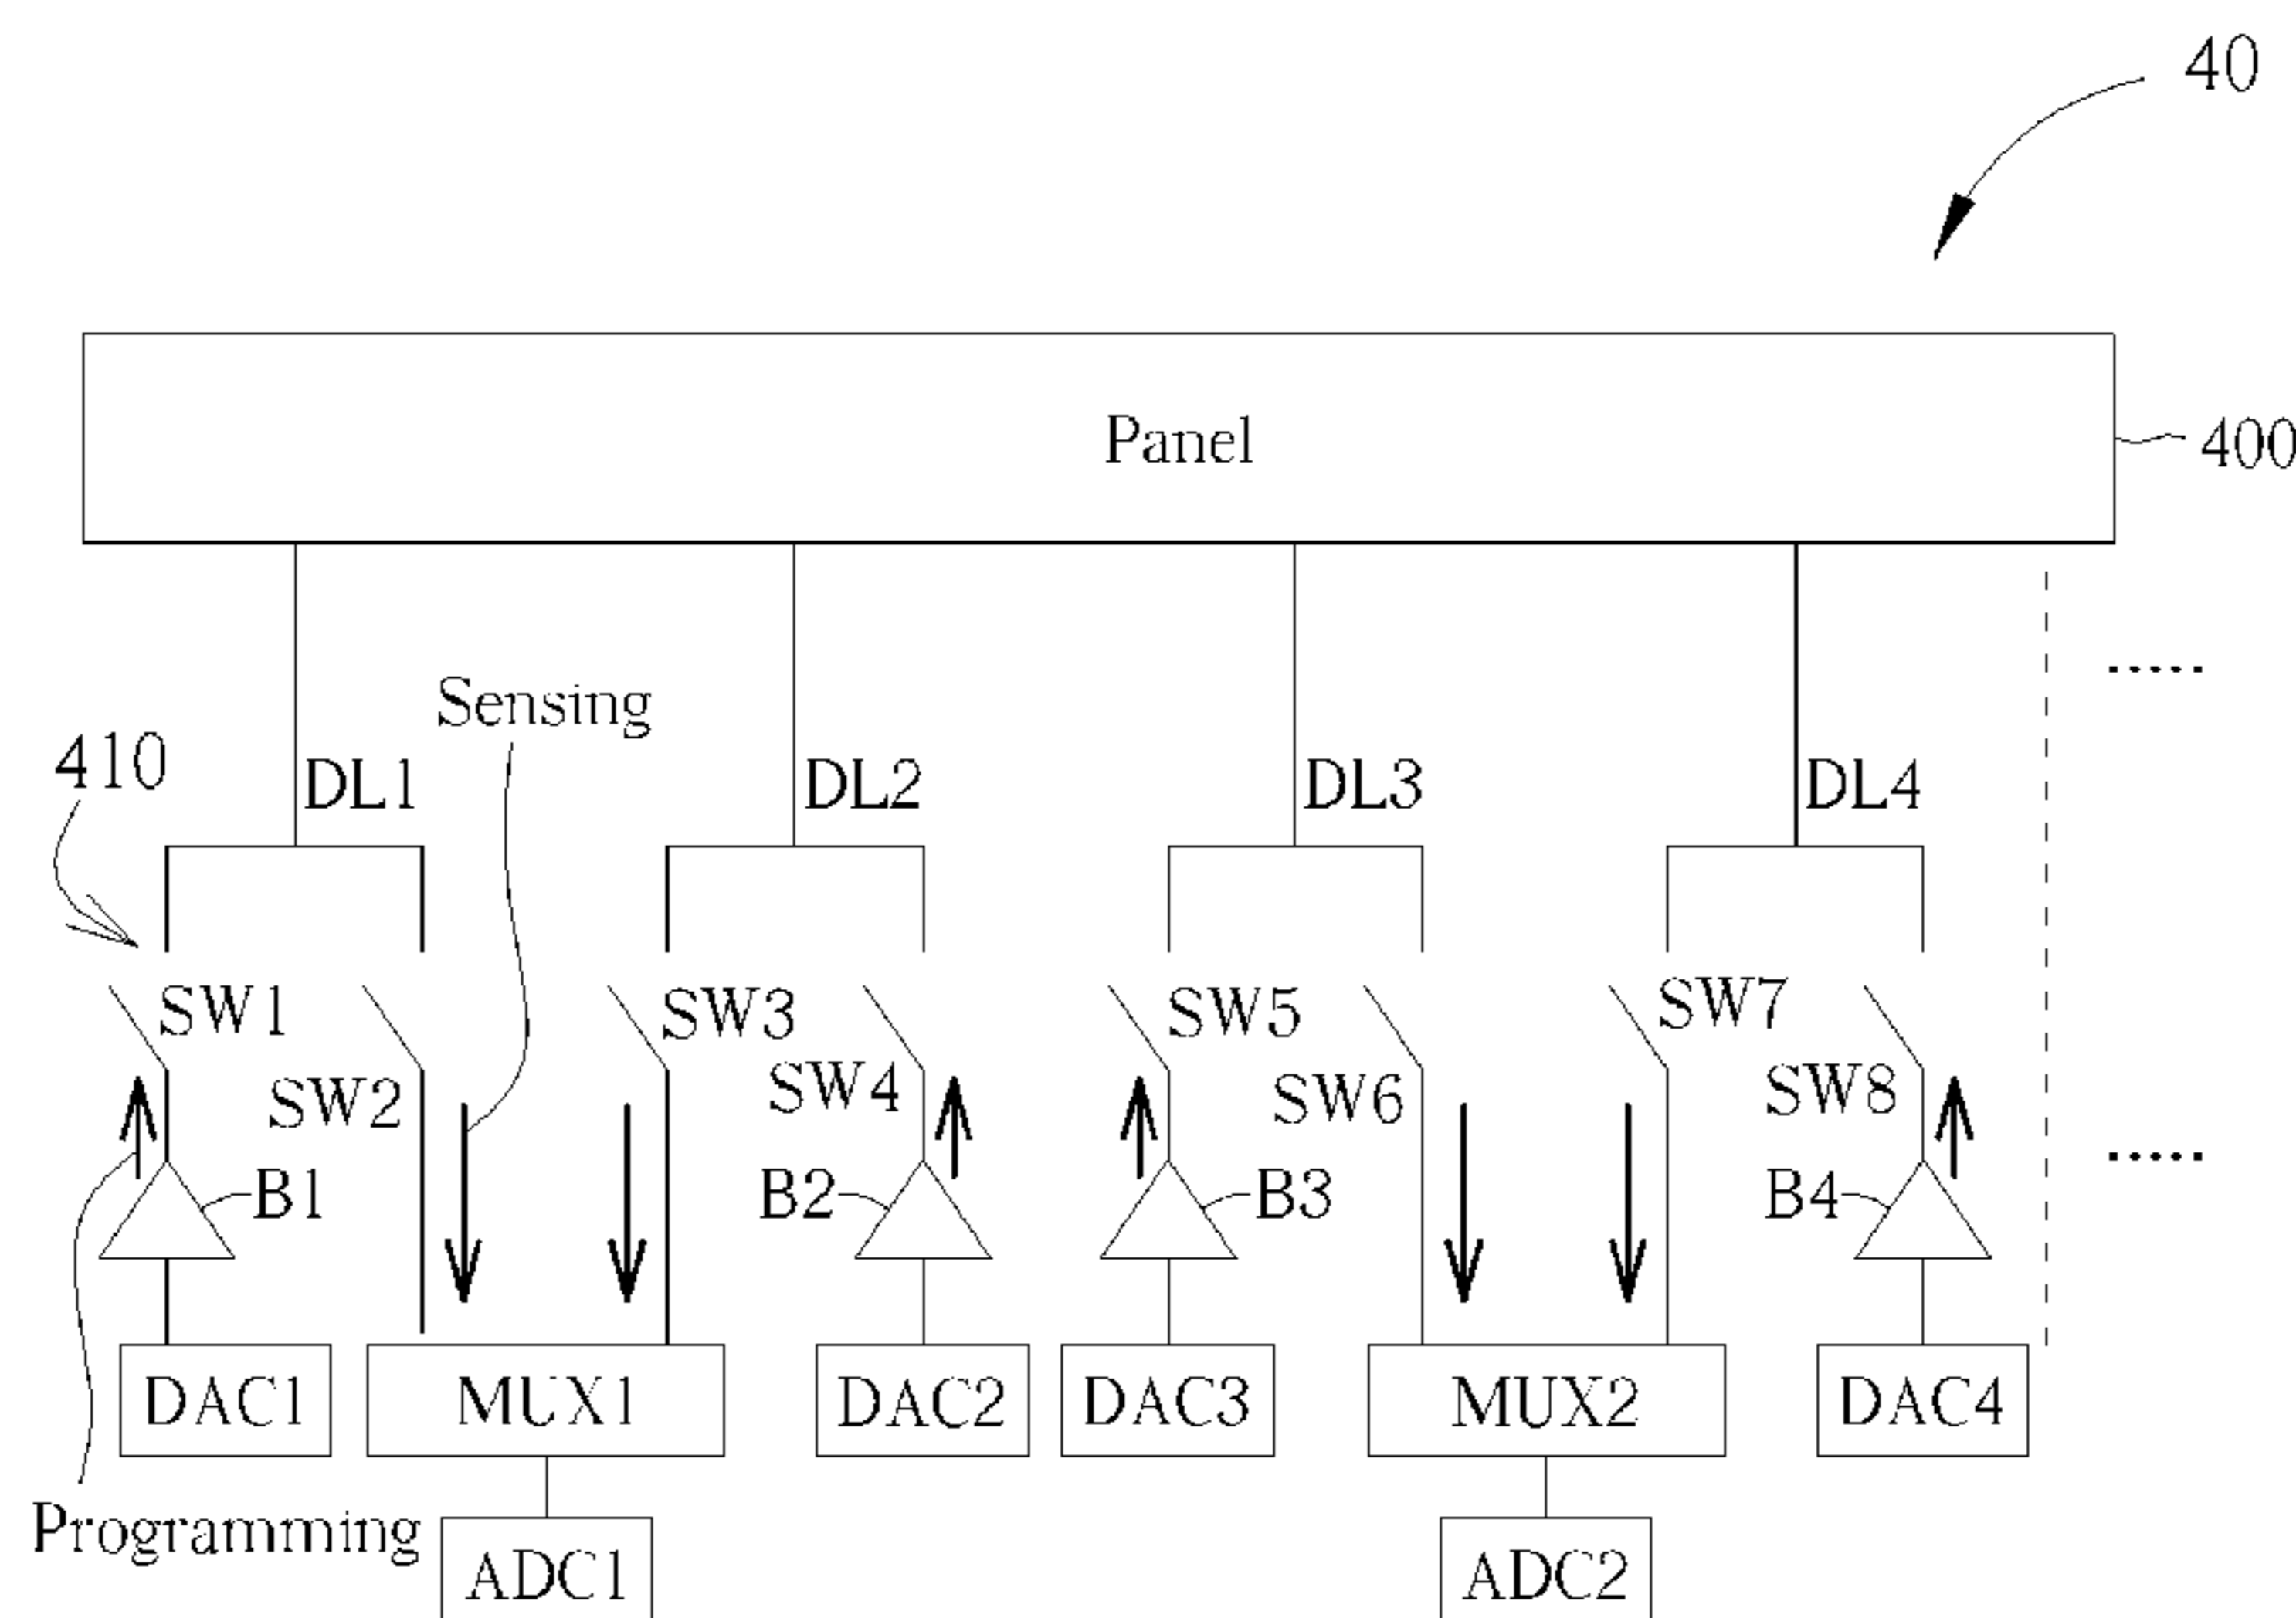 40
Panel
400
Sensing
410
DL1
DL2
DL3
DL4
.....
SW1
SW3
SW5
SW7
SW2
SW4
SW6
SW8
B1
B2
B3
B4
.....
DAC1
MUX1
DAC2
DAC3
MUX2
DAC4
Programming
ADC1
ADC2